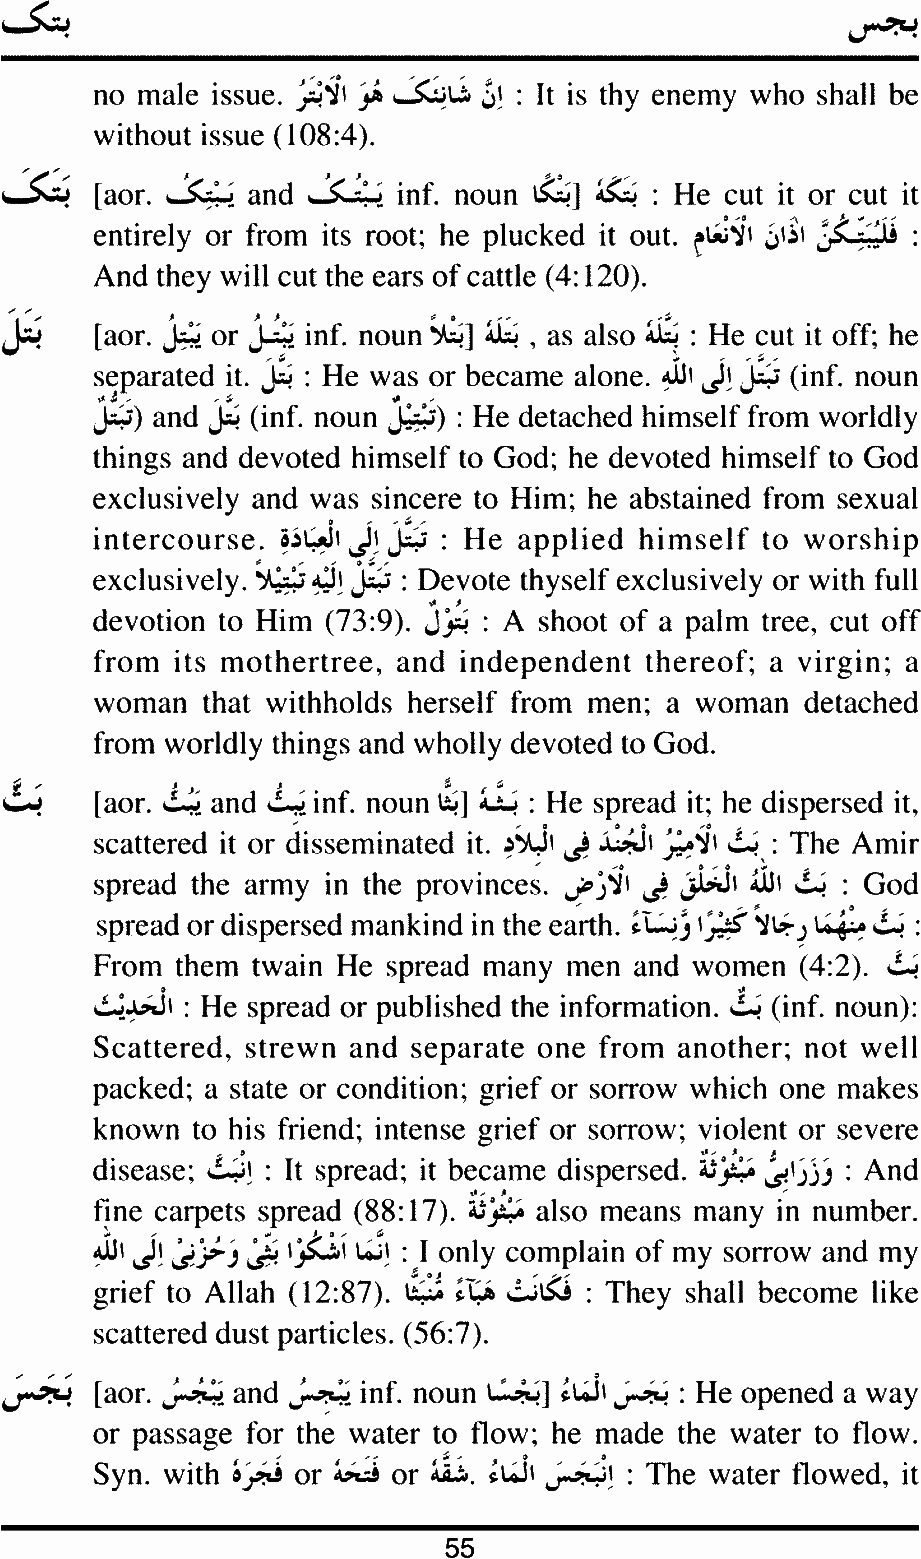 بتک بجس
no male issue. اِنَّ شَانِئَکَ ھُوَ الْاَبْتَرُ : It is thy enemy who shall be
without issue (108:4).
بَتَکَ [aor. یَبْتِکُ and یَبْتُکُ inf. noun بَتْکًا] بَتَکَهُ : He cut it or cut it
entirely or from its root; he plucked it out. فَلَیُبَتِّکُنَّ اٰذَانَ الْاَنْعَامِ :
And they will cut the ears of cattle (4:120).
بَتَلَ [aor. یَبْتِلُ or یَبْتُلُ inf. noun بَتْلاً] بَتَلَهُ , as also بَتَّلَهُ : He cut it off; he
separated it. بَتَّلَ : He was or became alone. تَبَتَّلَ اِلَی اللّٰهِ (inf. noun
تَبَتُّلٌ) and بَتَّلَ (inf. noun تَبْتِیْلٌ) : He detached himself from worldly
things and devoted himself to God; he devoted himself to God
exclusively and was sincere to Him; he abstained from sexual
intercourse. تَبَتَّلَ اِلَی الْعِبَادَةِ : He applied himself to worship
exclusively. تَبَتَّلْ اِلَیْهِ تَبْتِیْلاً : Devote thyself exclusively or with full
devotion to Him (73:9). بَتُوْلٌ : A shoot of a palm tree, cut off
from its mothertree, and independent thereof; a virgin; a
woman that withholds herself from men; a woman detached
from worldly things and wholly devoted to God.
بَثَّ [aor. یَبُثُّ and یَبِثُّ inf. noun بَثًّا] بَثَّهُ : He spread it; he dispersed it,
scattered it or disseminated it. بَثَّ الْاَمِیْرُ الْجُنْدَ فِی الْبِلاَدِ : The Amir
spread the army in the provinces. بَثَّ اللّٰهُ الْخَلْقَ فِی الْاَرْضِ : God
spread or dispersed mankind in the earth. بَثَّ مِنْھُمَا رِجَالاً کَثِیْرًا وَّنِسَآءً :
From them twain He spread many men and women (4:2). بَثَّ
الْحَدِیْثَ : He spread or published the information. بَثٌّ (inf. noun):
Scattered, strewn and separate one from another; not well
packed; a state or condition; grief or sorrow which one makes
known to his friend; intense grief or sorrow; violent or severe
disease; اِنْبَثَّ : It spread; it became dispersed. وَزَرَابِیُّ مَبْثُوْثَةٌ : And
fine carpets spread (88:17). مَبْثُوْثَةٌ also means many in number.
اِنَّمَا اَشْکُوْا بَثِّیْ وَحُزْنِیْ اِلَی اللّٰهِ : I only complain of my sorrow and my
grief to Allah (12:87). فَکَانَتْ ھَبَآءً مُّنْبَثًّا : They shall become like
scattered dust particles. (56:7).
بَجَسَ [aor. یَبْجُسُ and یَبْجِسُ inf. noun بَجْسًا] بَجَسَ الْمَاءَ : He opened a way
or passage for the water to flow; he made the water to flow.
Syn. with فَجَرَهُ or فَتَحَهُ or شَقَّهُ. اِنْبَجَسَ الْمَاءُ : The water flowed, it
55